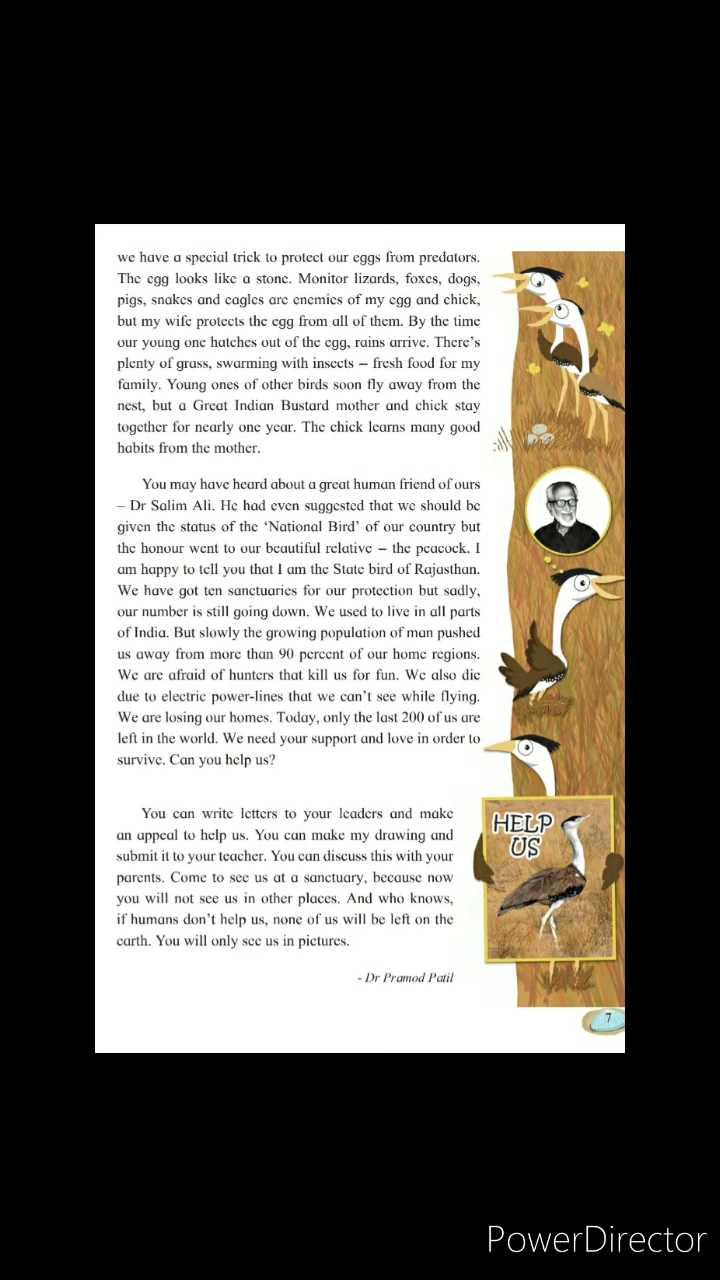 we have a special trick to protect our eggs from predators.
The egg looks like a stone. Monitor lizards, foxes, dogs,
pigs, snakes and eagles are enemies of my egg and chick,
but my wife protects the egg from all of them. By the time
our young one hatches out of the egg, rains arrive. There's
plenty of grass, swarming with insects – fresh food for my
family. Young ones of other birds soon fly away from the
nest, but a Great Indian Bustard mother and chick stay
together for nearly one year. The chick learns many good
habits from the mother.
You may have heard about a great human friend of ours
– Dr Salim Ali. He had even suggested that we should be
given the status of the 'National Bird' of our country but
the honour went to our beautiful relative – the peacock. I
am happy to tell you that I am the State bird of Rajasthan.
We have got ten sanctuaries for our protection but sadly,
our number is still going down. We used to live in all parts
of India. But slowly the growing population of man pushed
us away from more than 90 percent of our home regions.
We are afraid of hunters that kill us for fun. We also die
due to electric power-lines that we can't see while flying.
We are losing our homes. Today, only the last 200 of us are
left in the world. We need your support and love in order to
survive. Can you help us?
You can write letters to your leaders and make
an appeal to help us. You can make my drawing and
submit it to your teacher. You can discuss this with your
parents. Come to see us at a sanctuary, because now
you will not see us in other places. And who knows,
if humans don't help us, none of us will be left on the
earth. You will only see us in pictures.
- Dr Pramod Patil
HELP
US
7
PowerDirector